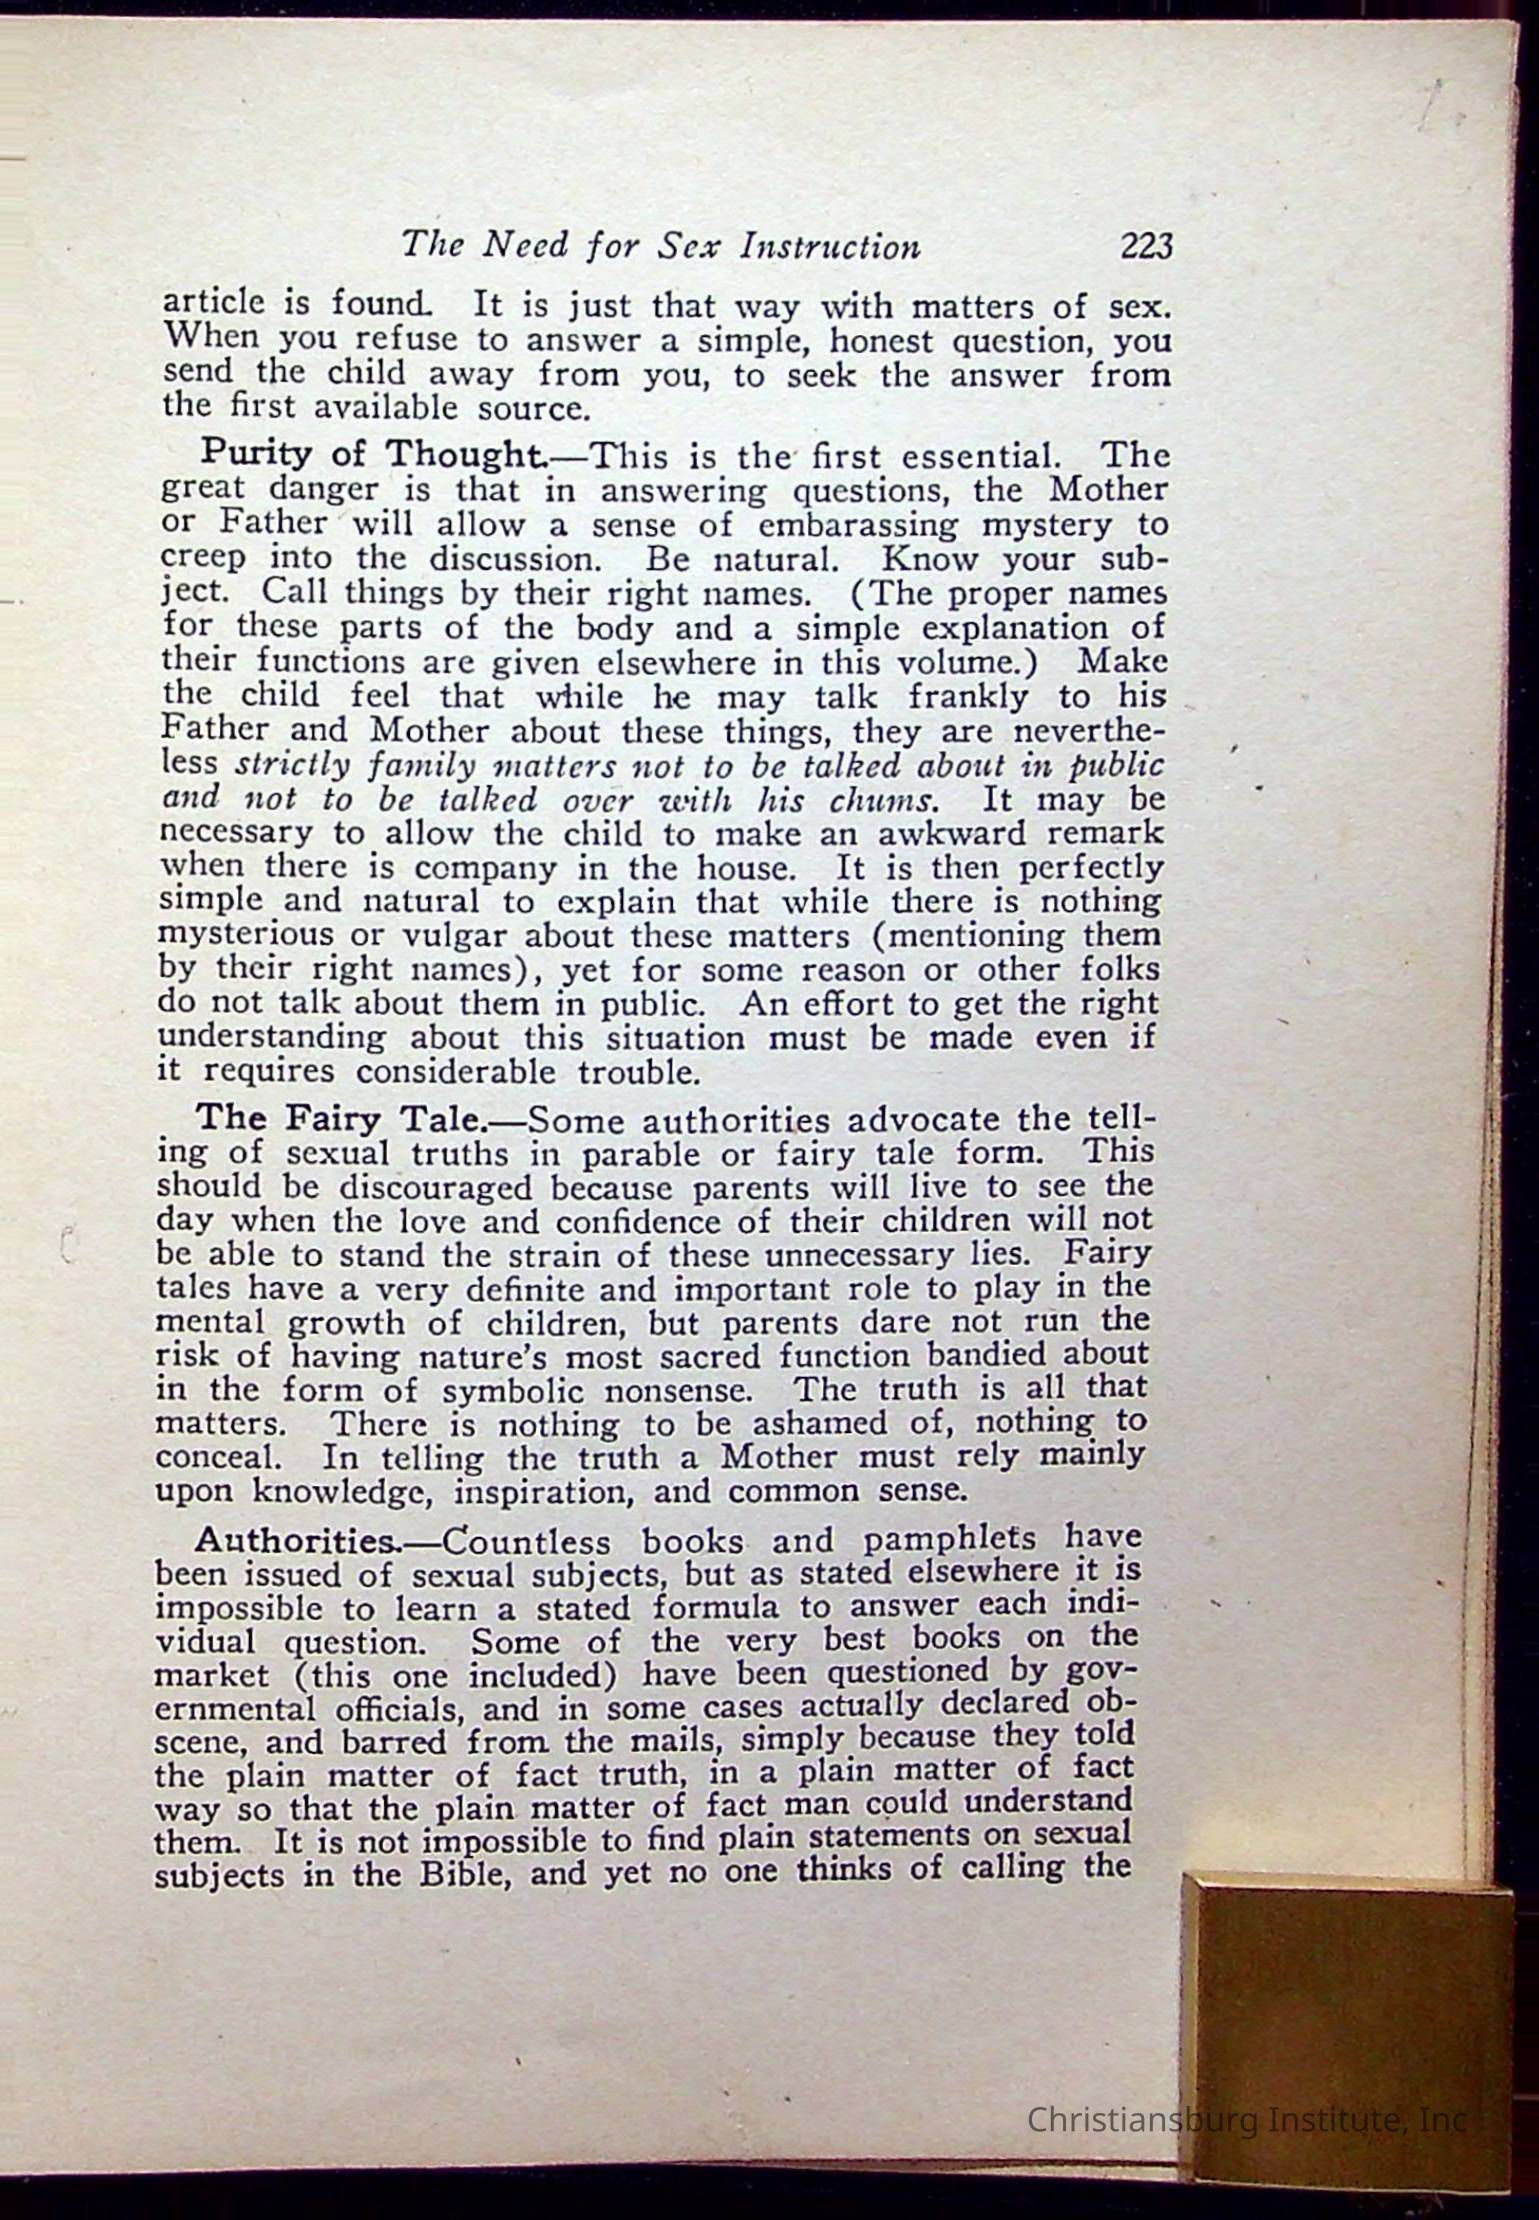 The Need for Sex Instruction 223
article is found. It is just that way with matters of sex.
When you refuse to answer a simple, honest question, you
send the child away from you, to seek the answer from
the first available source.
Purity of Thought.—This is the first essential. The
great danger is that in answering questions, the Mother
or Father will allow a sense of embarassing mystery to
creep into the discussion. Be natural. Know your sub-
ject. Call things by their right names. (The proper names
for these parts of the body and a simple explanation of
their functions are given elsewhere in this volume.) Make
the child feel that while he may talk frankly to his
Father and Mother about these things, they are neverthe-
less strictly family matters not to be talked about in public
and not to be talked over with his chums. It may be
necessary to allow the child to make an awkward remark
when there is company in the house. It is then perfectly
simple and natural to explain that while there is nothing
mysterious or vulgar about these matters (mentioning them
by their right names), yet for some reason or other folks
do not talk about them in public. An effort to get the right
understanding about this situation must be made even if
it requires considerable trouble.
The Fairy Tale.—Some authorities advocate the tell-
ing of sexual truths in parable or fairy tale form. This
should be discouraged because parents will live to see the
day when the love and confidence of their children will not
be able to stand the strain of these unnecessary lies. Fairy
tales have a very definite and important role to play in the
mental growth of children, but parents dare not run the
risk of having nature's most sacred function bandied about
in the form of symbolic nonsense. The truth is all that
matters. There is nothing to be ashamed of, nothing to
conceal. In telling the truth a Mother must rely mainly
upon knowledge, inspiration, and common sense.
Authorities.—Countless books and pamphlets have
been issued of sexual subjects, but as stated elsewhere it is
impossible to learn a stated formula to answer each indi-
vidual question. Some of the very best books on the
market (this one included) have been questioned by gov-
ernmental officials, and in some cases actually declared ob-
scene, and barred from the mails, simply because they told
the plain matter of fact truth, in a plain matter of fact
way so that the plain matter of fact man could understand
them. It is not impossible to find plain statements on sexual
subjects in the Bible, and yet no one thinks of calling the
Christiansburg Institute, Inc